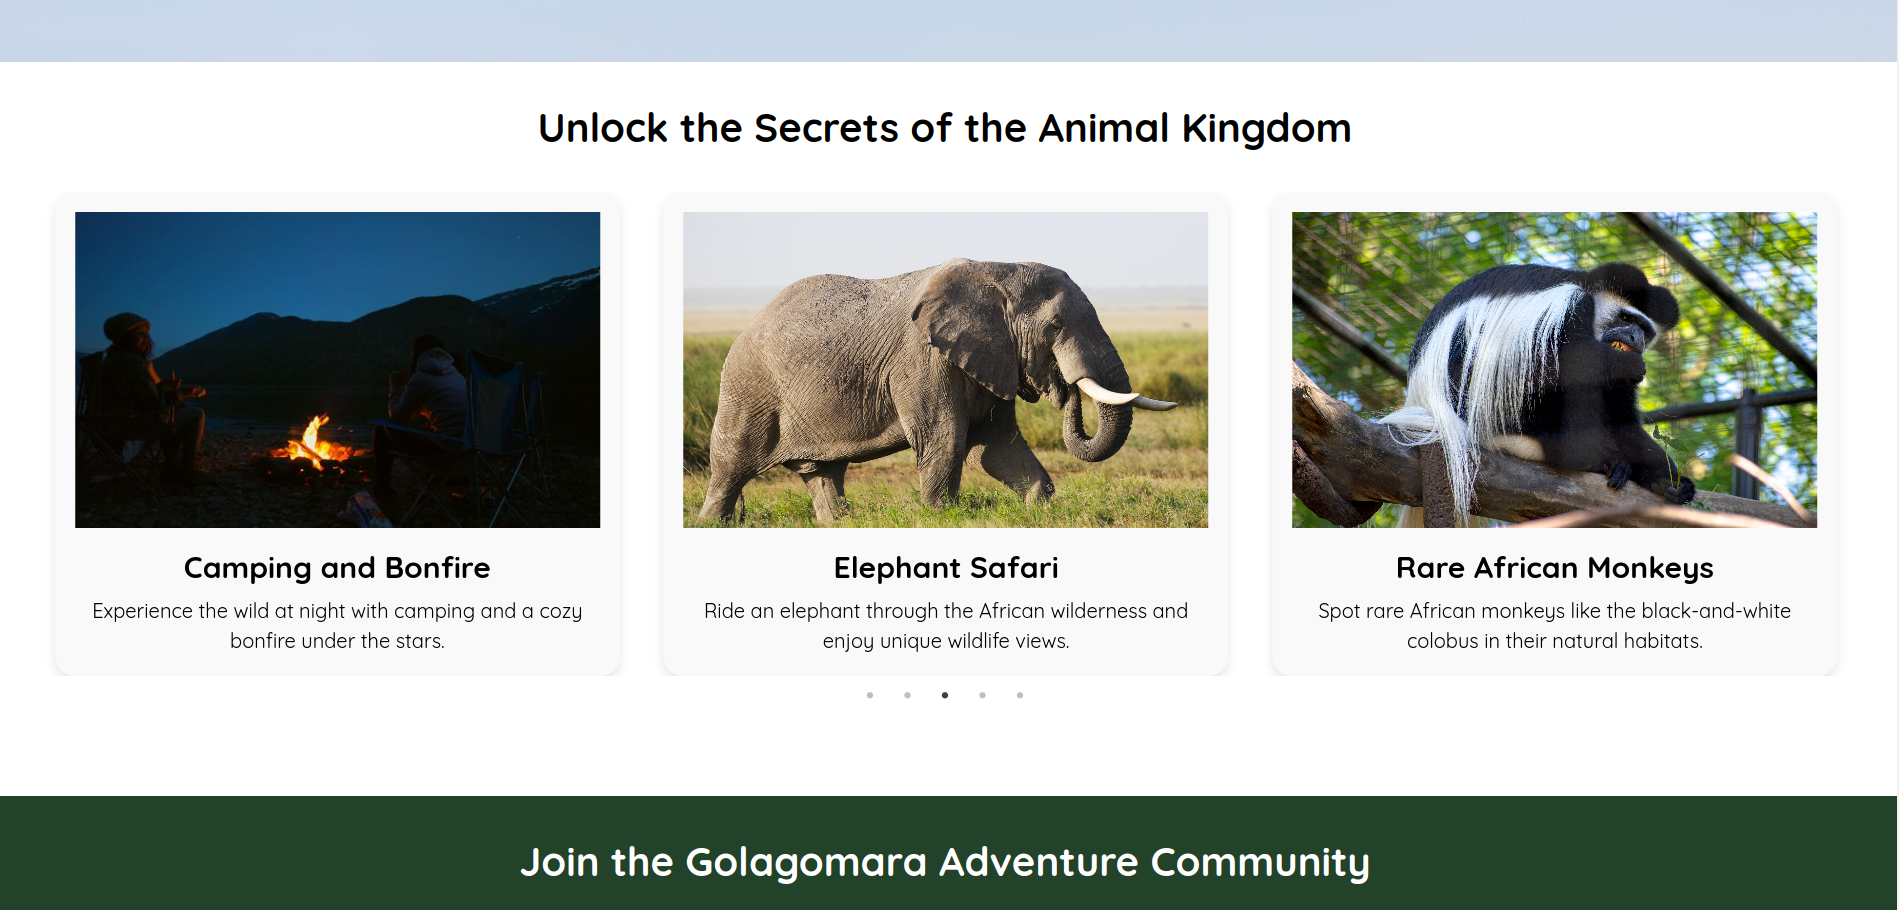 Unlock the Secrets of the Animal Kingdom
Camping and Bonfire
Experience the wild at night with camping and a cozy
bonfire under the stars.
Elephant Safari
Ride an elephant through the African wilderness and
enjoy unique wildlife views.
Rare African Monkeys
Spot rare African monkeys like the black-and-white
colobus in their natural habitats.
Join the Golagomara Adventure Community